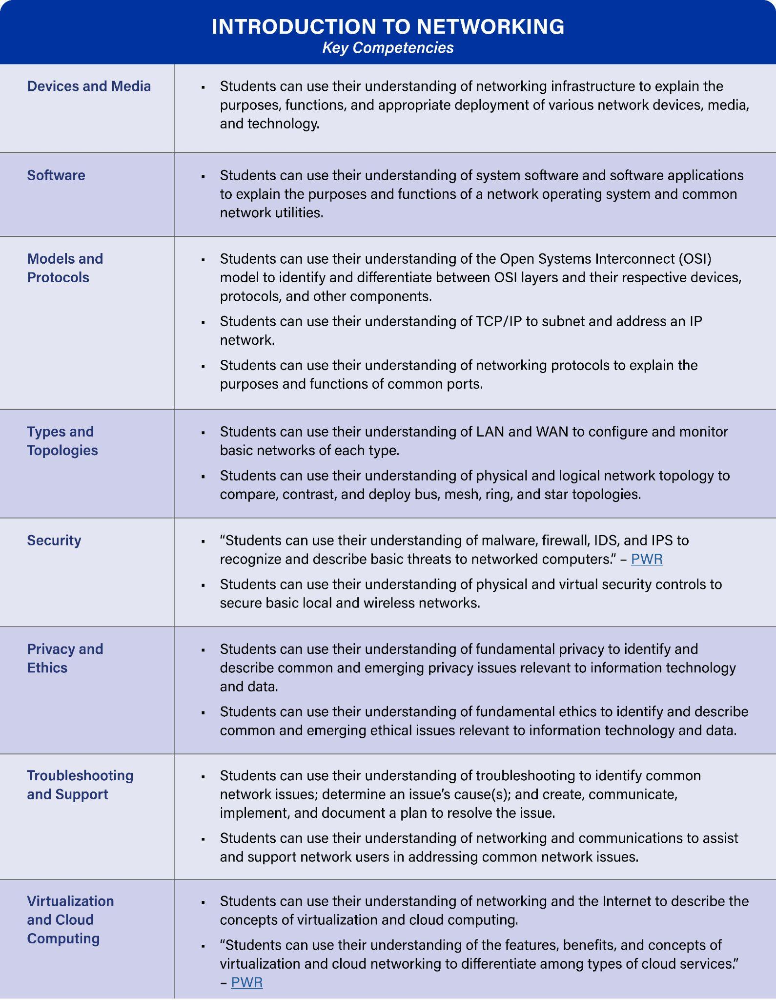 INTRODUCTION TO NETWORKING
Key Competencies
Devices and Media
▪ Students can use their understanding of networking infrastructure to explain the
purposes, functions, and appropriate deployment of various network devices, media,
and technology.
Software
▪ Students can use their understanding of system software and software applications
to explain the purposes and functions of a network operating system and common
network utilities.
Models and
Protocols
▪ Students can use their understanding of the Open Systems Interconnect (OSI)
model to identify and differentiate between OSI layers and their respective devices,
protocols, and other components.
▪ Students can use their understanding of TCP/IP to subnet and address an IP
network.
▪ Students can use their understanding of networking protocols to explain the
purposes and functions of common ports.
Types and
Topologies
▪ Students can use their understanding of LAN and WAN to configure and monitor
basic networks of each type.
▪ Students can use their understanding of physical and logical network topology to
compare, contrast, and deploy bus, mesh, ring, and star topologies.
Security
▪ “Students can use their understanding of malware, firewall, IDS, and IPS to
recognize and describe basic threats to networked computers.” – PWR
▪ Students can use their understanding of physical and virtual security controls to
secure basic local and wireless networks.
Privacy and
Ethics
▪ Students can use their understanding of fundamental privacy to identify and
describe common and emerging privacy issues relevant to information technology
and data.
▪ Students can use their understanding of fundamental ethics to identify and describe
common and emerging ethical issues relevant to information technology and data.
Troubleshooting
and Support
▪ Students can use their understanding of troubleshooting to identify common
network issues; determine an issue’s cause(s); and create, communicate,
implement, and document a plan to resolve the issue.
▪ Students can use their understanding of networking and communications to assist
and support network users in addressing common network issues.
Virtualization
and Cloud
Computing
▪ Students can use their understanding of networking and the Internet to describe the
concepts of virtualization and cloud computing.
▪ “Students can use their understanding of the features, benefits, and concepts of
virtualization and cloud networking to differentiate among types of cloud services.”
– PWR